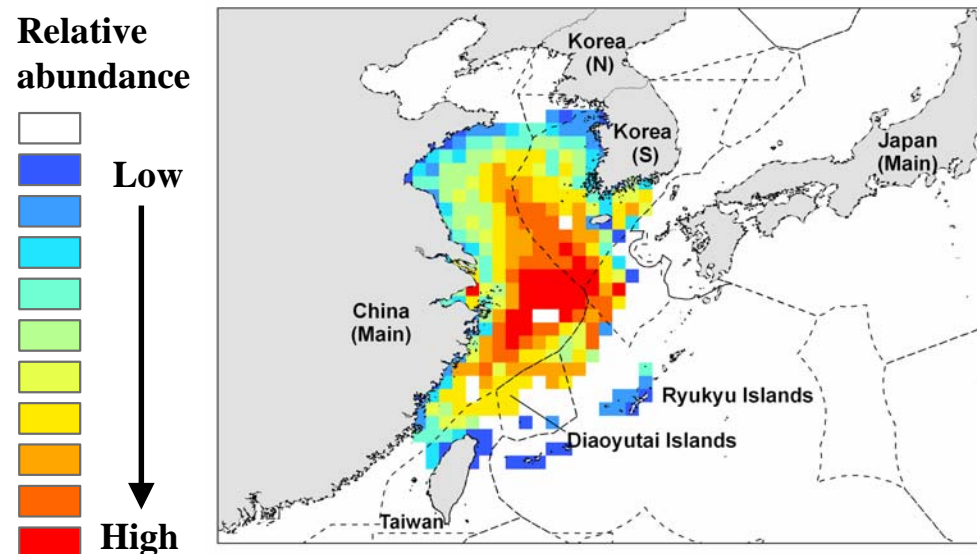 Relative
abundance
Low
High
Korea
(N)
Korea
(S)
Japan
(Main)
China
(Main)
Ryukyu Islands
Diaoyutai Islands
Taiwan